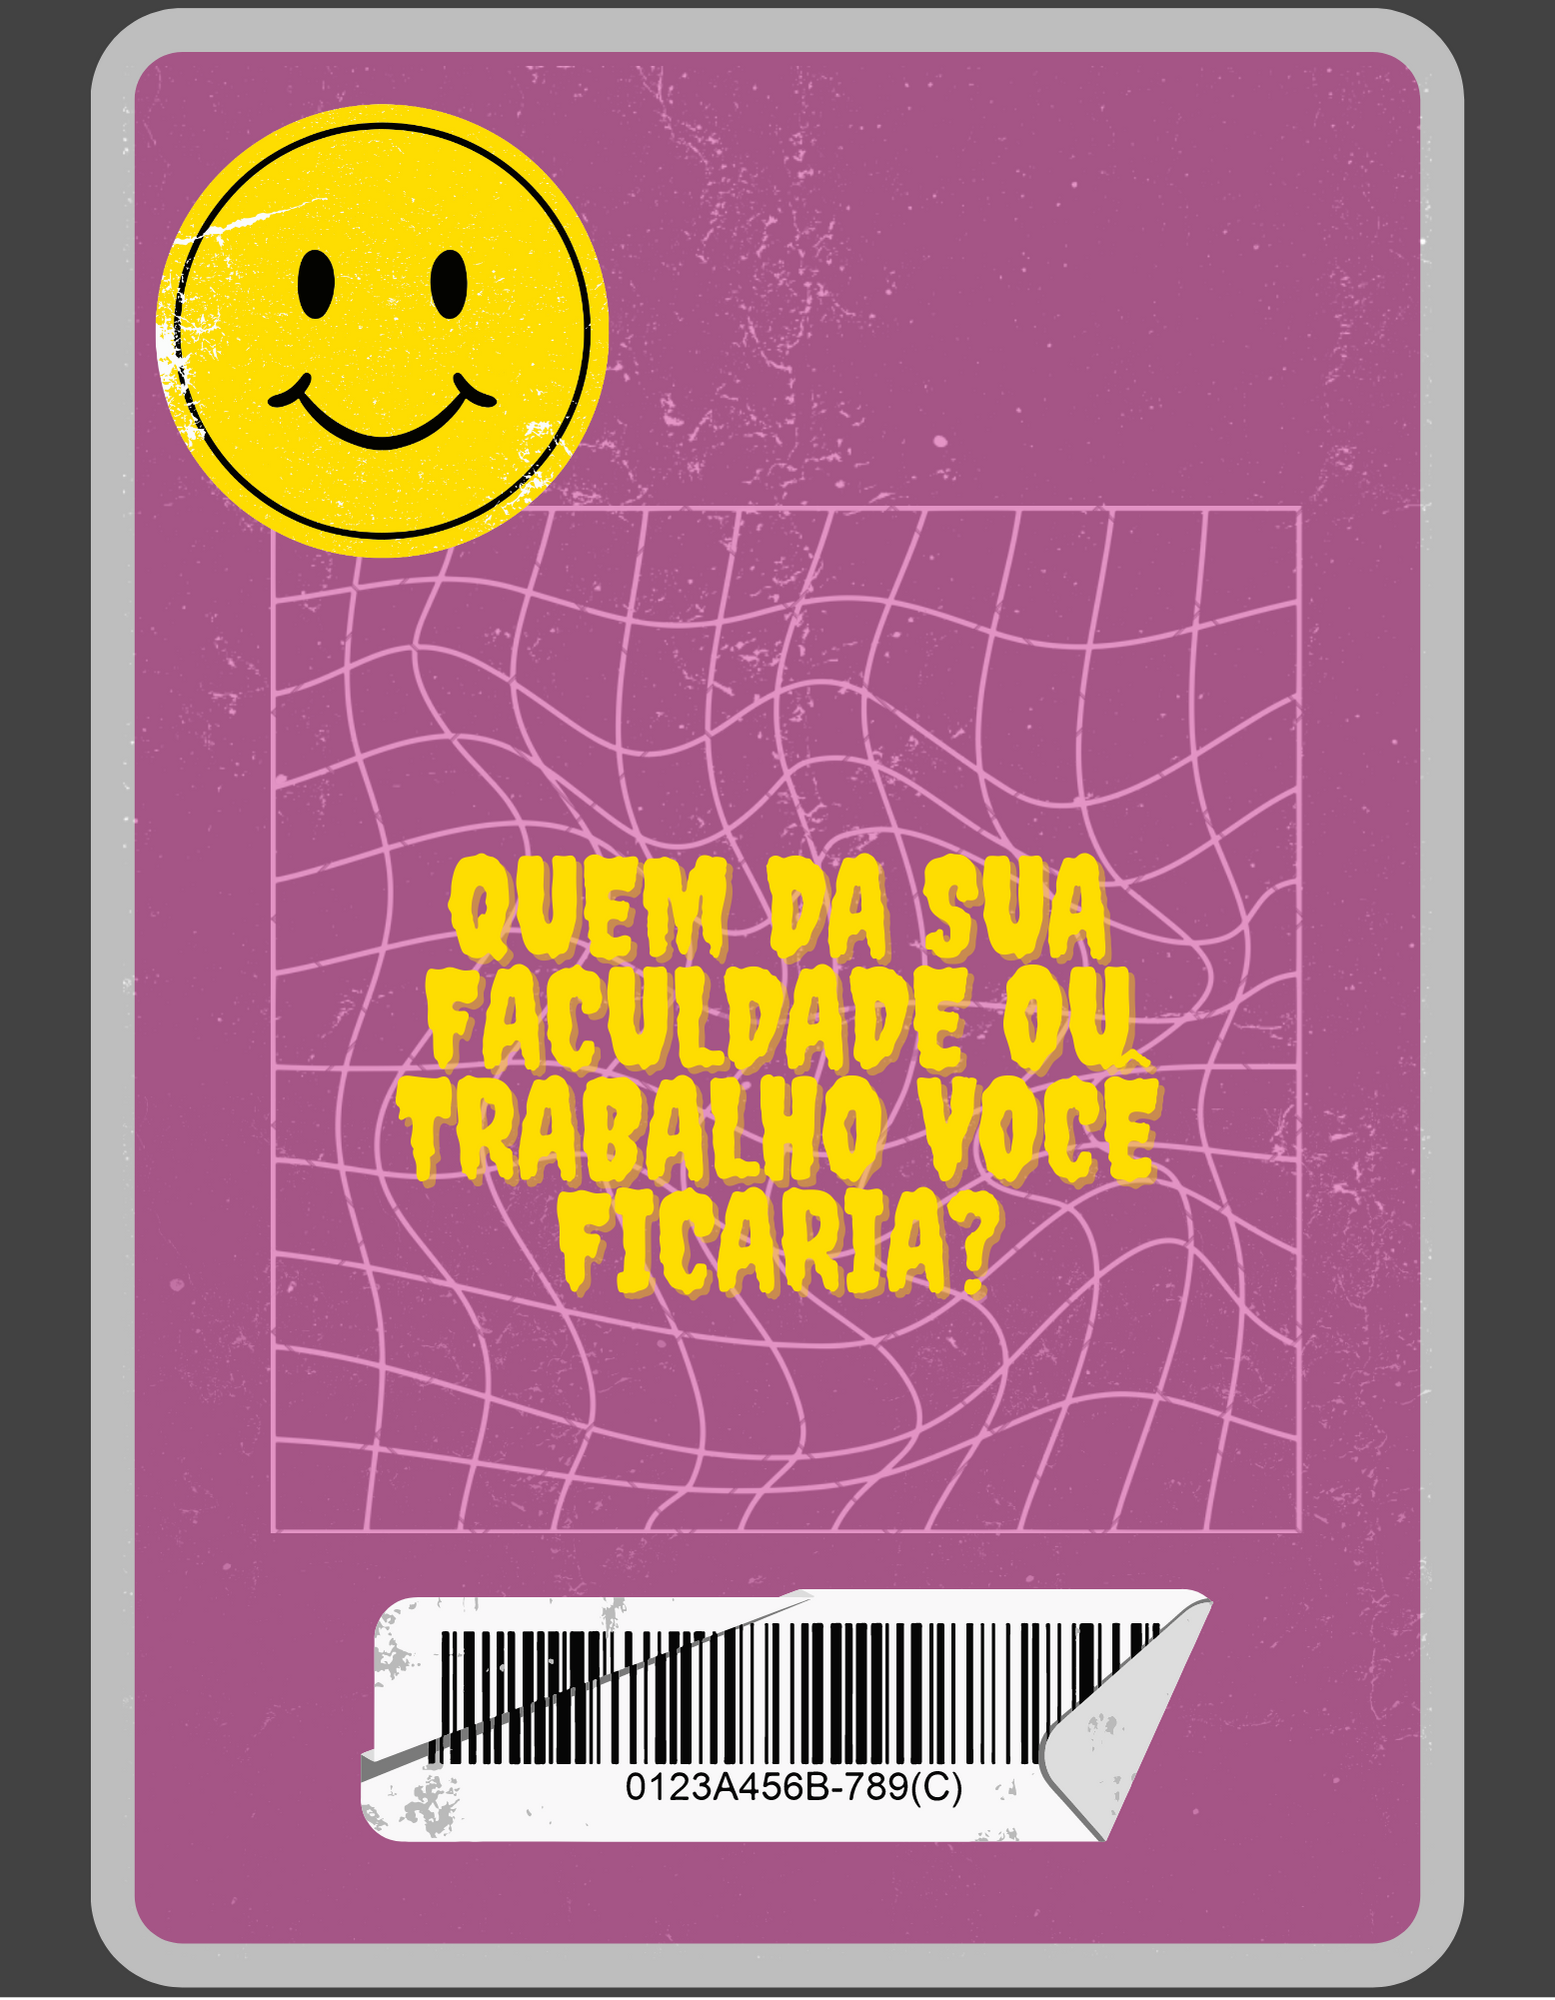 QUEM DA SUA
FACULDADE OU
TRABALHO VOCÊ
FICARIA?
0123A456B-789(C)